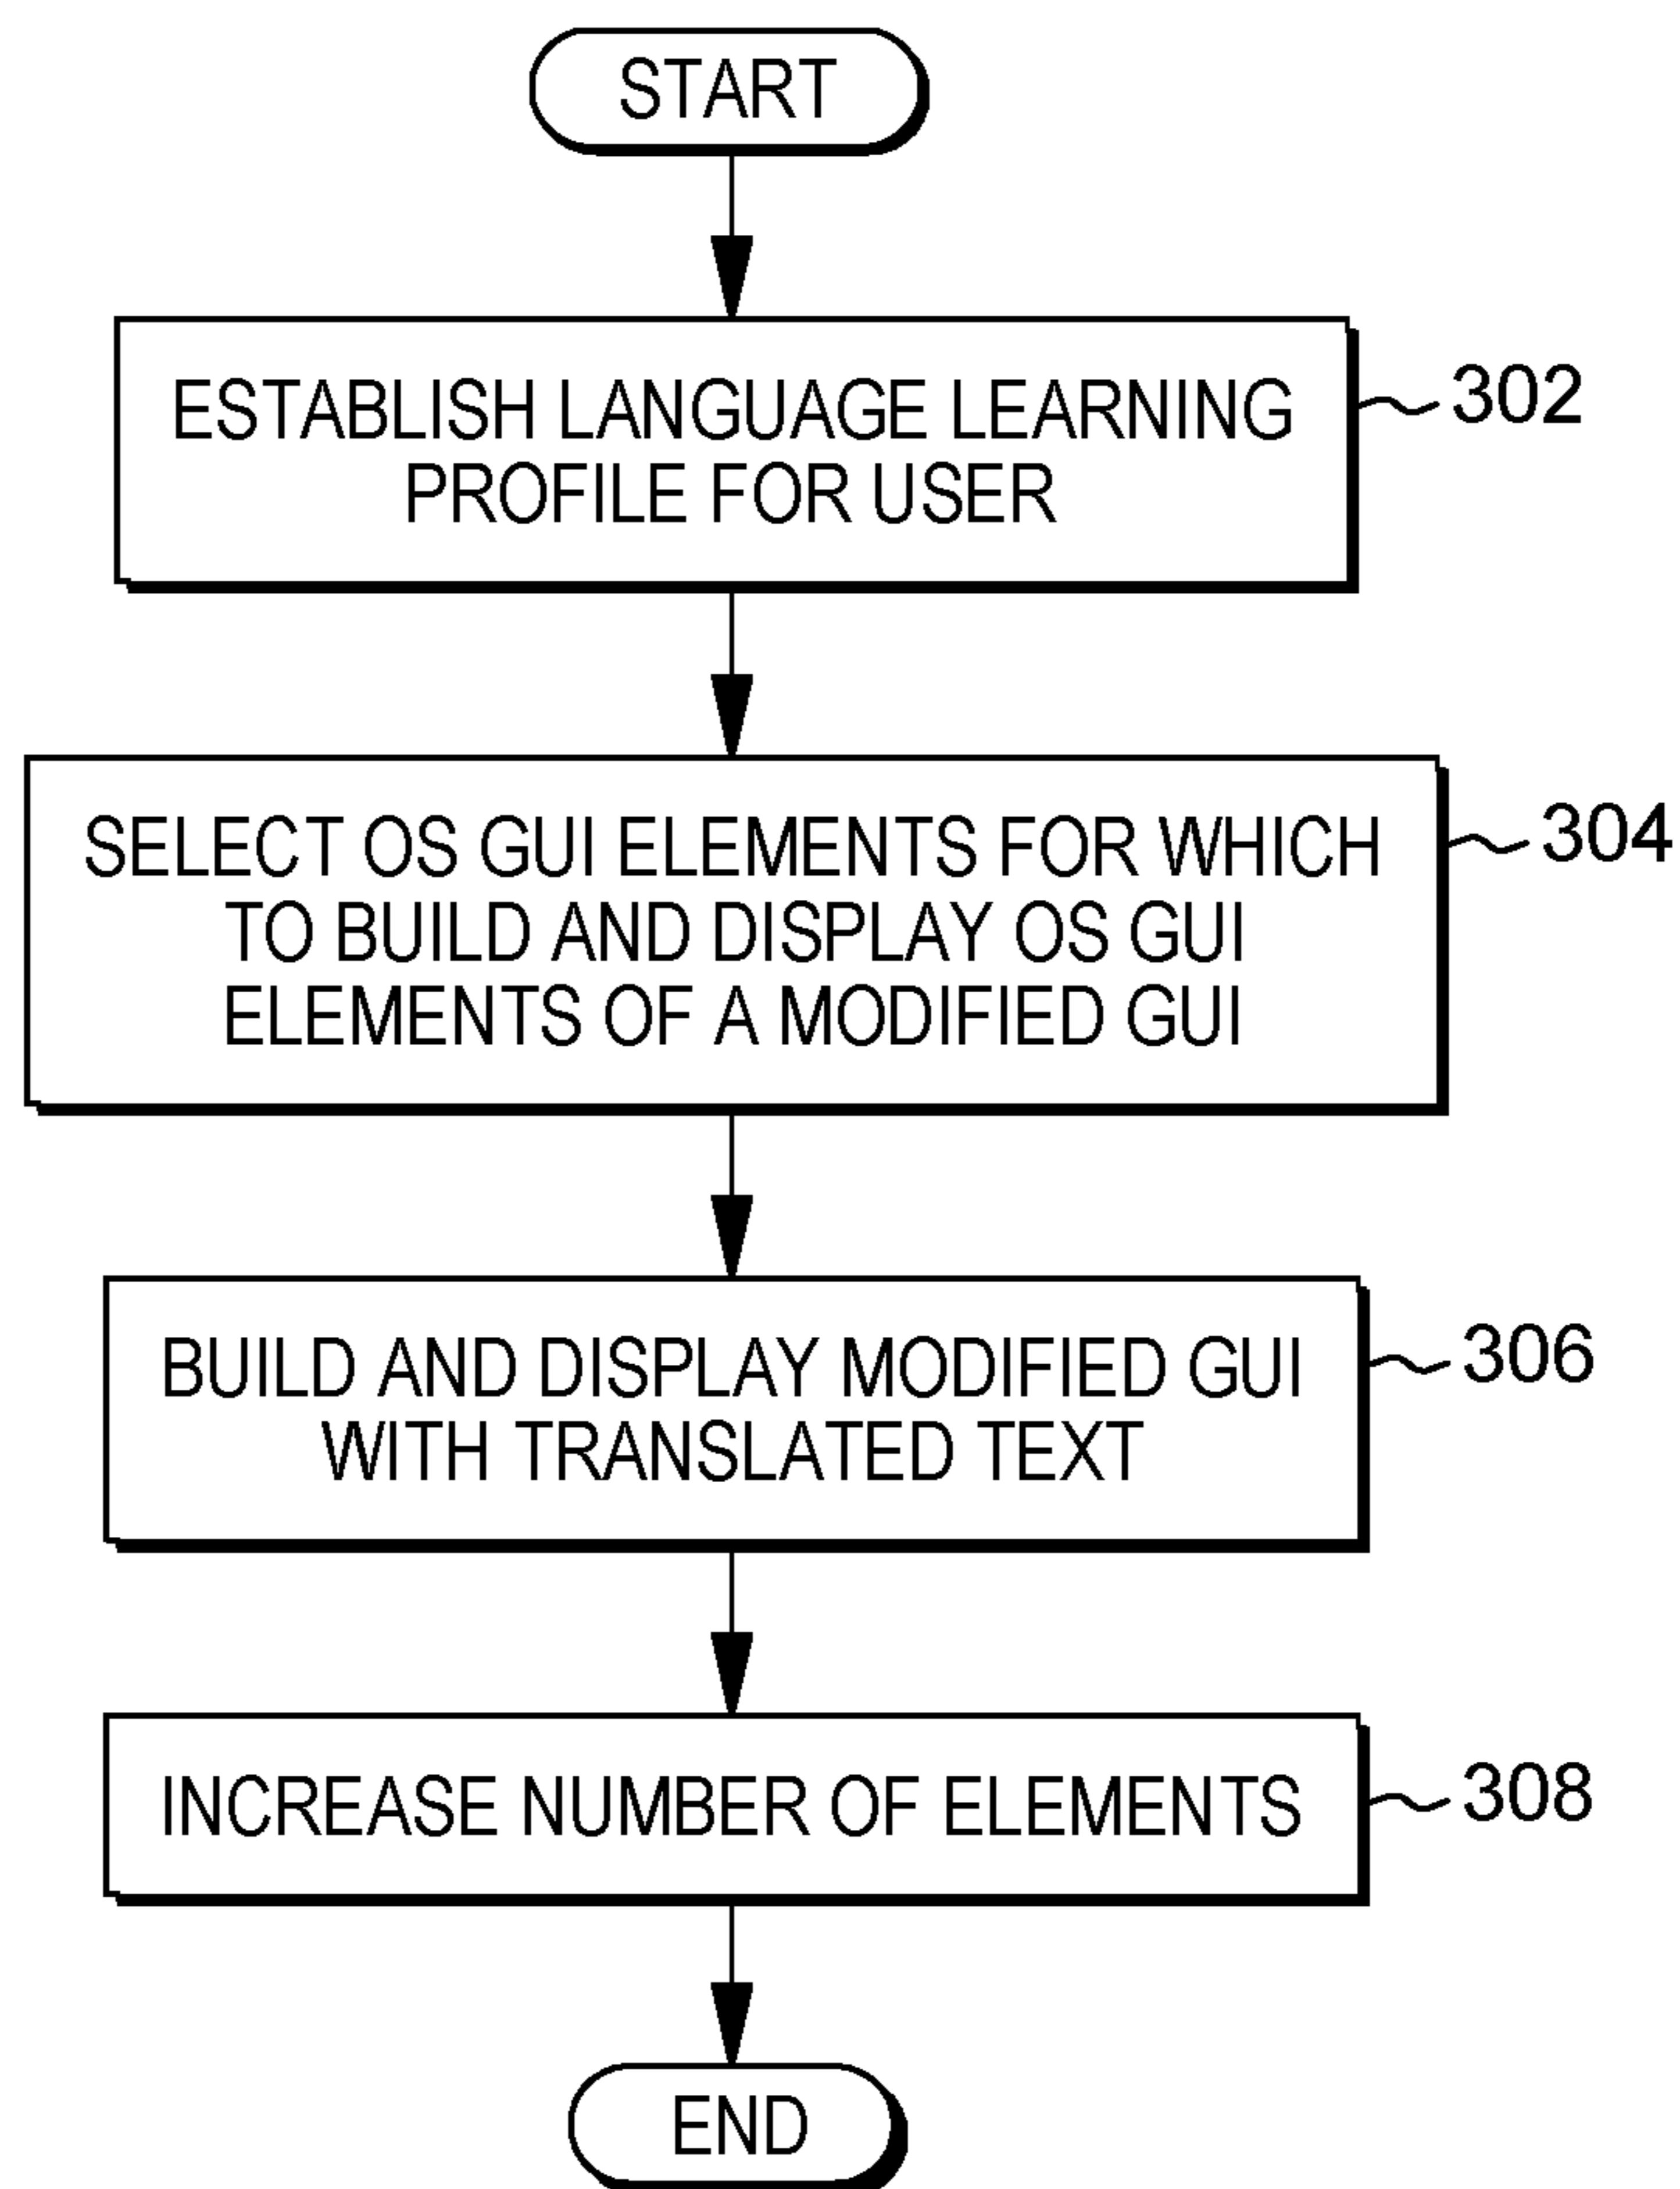 START
ESTABLISH LANGUAGE LEARNING
PROFILE FOR USER
302
SELECT OS GUI ELEMENTS FOR WHICH
TO BUILD AND DISPLAY OS GUI
ELEMENTS OF A MODIFIED GUI
304
BUILD AND DISPLAY MODIFIED GUI
WITH TRANSLATED TEXT
306
INCREASE NUMBER OF ELEMENTS
308
END